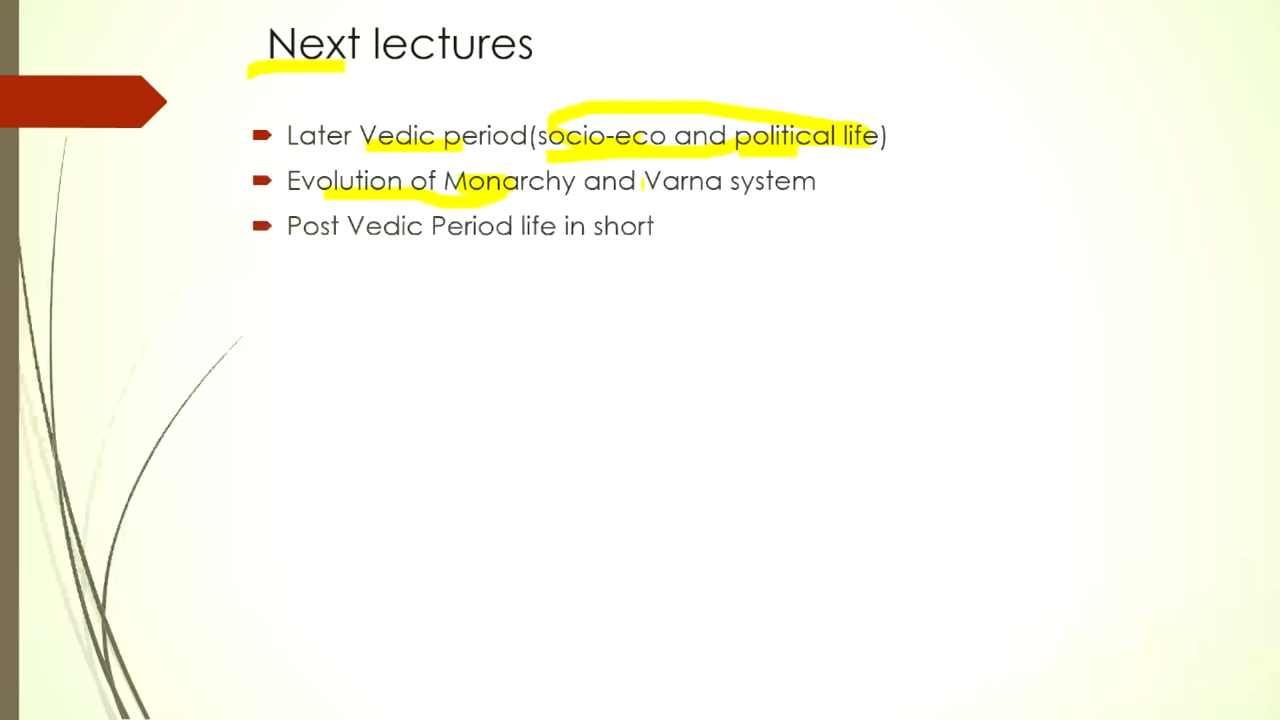 Next lectures
Later Vedic period(socio-eco and political life)
Evolution of Monarchy and Varna system
Post Vedic Period life in short